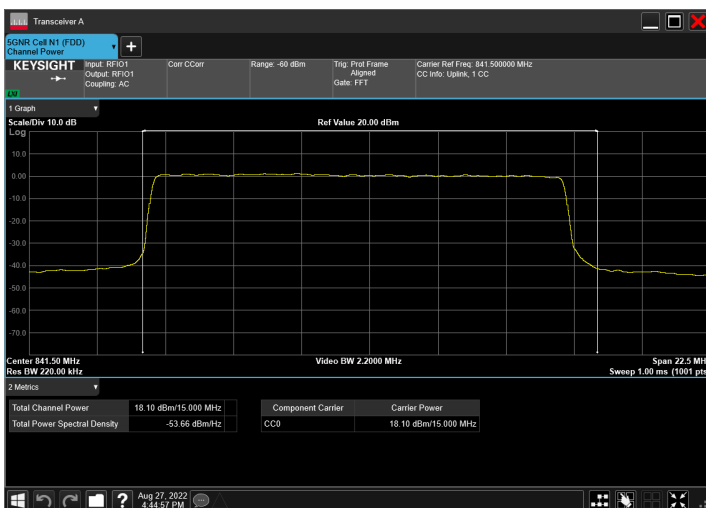 Transceiver A
5GNR Cell N1 (FDD)
Channel Power
KEYSIGHT
Input: RFIO1
Output: RFIO1
Coupling: AC
Corr CCorr
Range: -60 dBm
Trig: Prot Frame
Aligned
Gate: FFT
Carrier Ref Freq: 841.500000 MHz
CC Info: Uplink, 1 CC
LXI
1 Graph
Scale/Div 10.0 dB
Ref Value 20.00 dBm
Log
10.0
0.00
-10.0
-20.0
-30.0
-40.0
-50.0
-60.0
-70.0
Center 841.50 MHz
Video BW 2.2000 MHz
Span 22.5 MH
Res BW 220.00 kHz
Sweep 1.00 ms (1001 pts
2 Metrics
Total Channel Power 18.10 dBm/15.000 MHz
Total Power Spectral Density -53.66 dBm/Hz
Component Carrier Carrier Power
CC0 18.10 dBm/15.000 MHz
Aug 27, 2022
4:44:57 PM